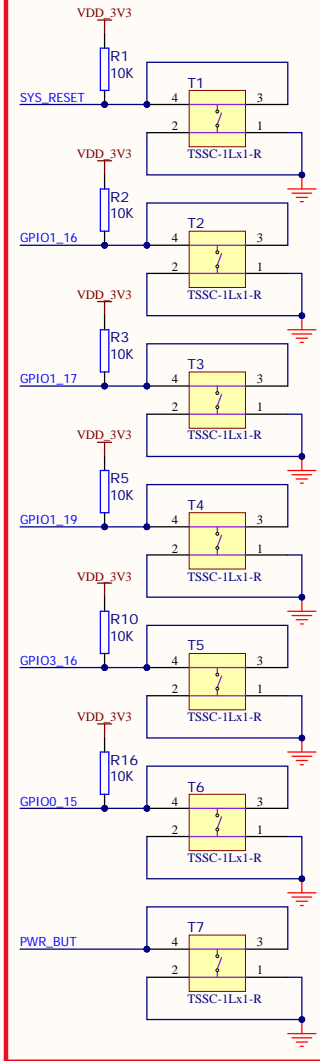 VDD_3V3
R1
10K
SYS_RESET
T1
4 3
2 1
TSSC-1Lx1-R
VDD_3V3
R2
10K
GPIO1_16
T2
4 3
2 1
TSSC-1Lx1-R
VDD_3V3
R3
10K
GPIO1_17
T3
4 3
2 1
TSSC-1Lx1-R
VDD_3V3
R5
10K
GPIO1_19
T4
4 3
2 1
TSSC-1Lx1-R
VDD_3V3
R10
10K
GPIO3_16
T5
4 3
2 1
TSSC-1Lx1-R
VDD_3V3
R16
10K
GPIO0_15
T6
4 3
2 1
TSSC-1Lx1-R
PWR_BUT
T7
4 3
2 1
TSSC-1Lx1-R